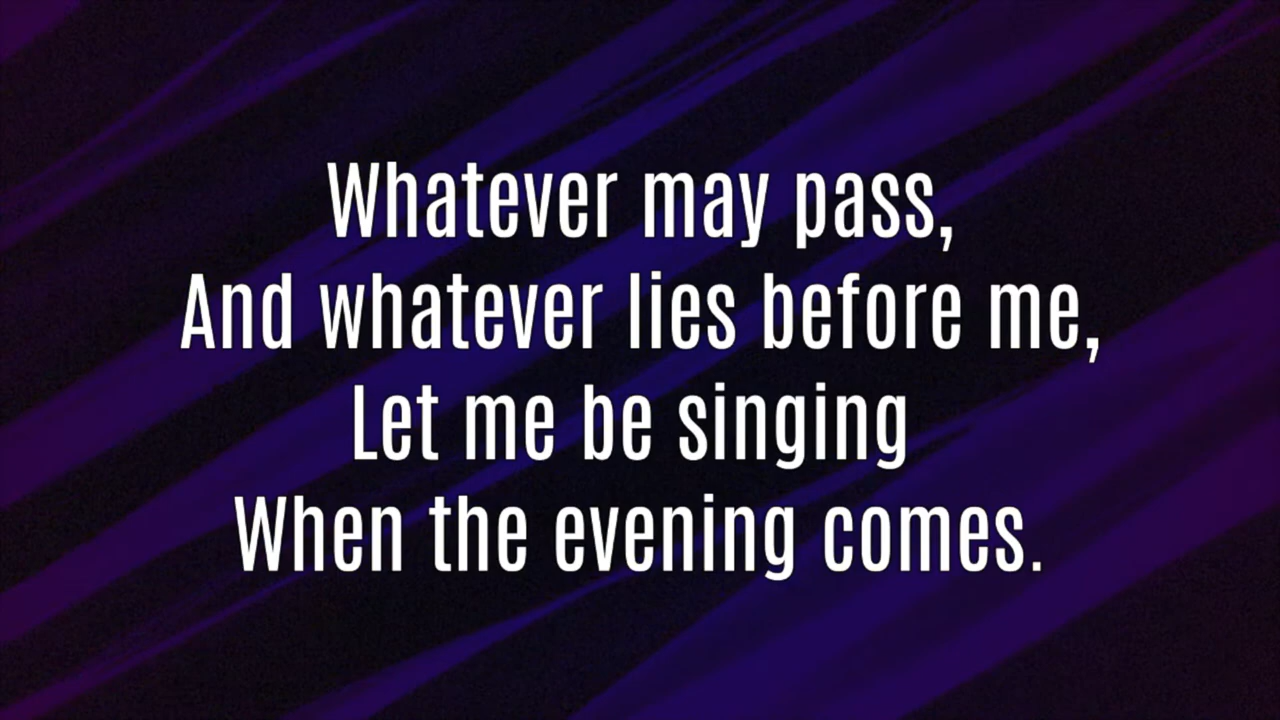 Whatever may pass,
And whatever lies before me,
Let me be singing
When the evening comes.